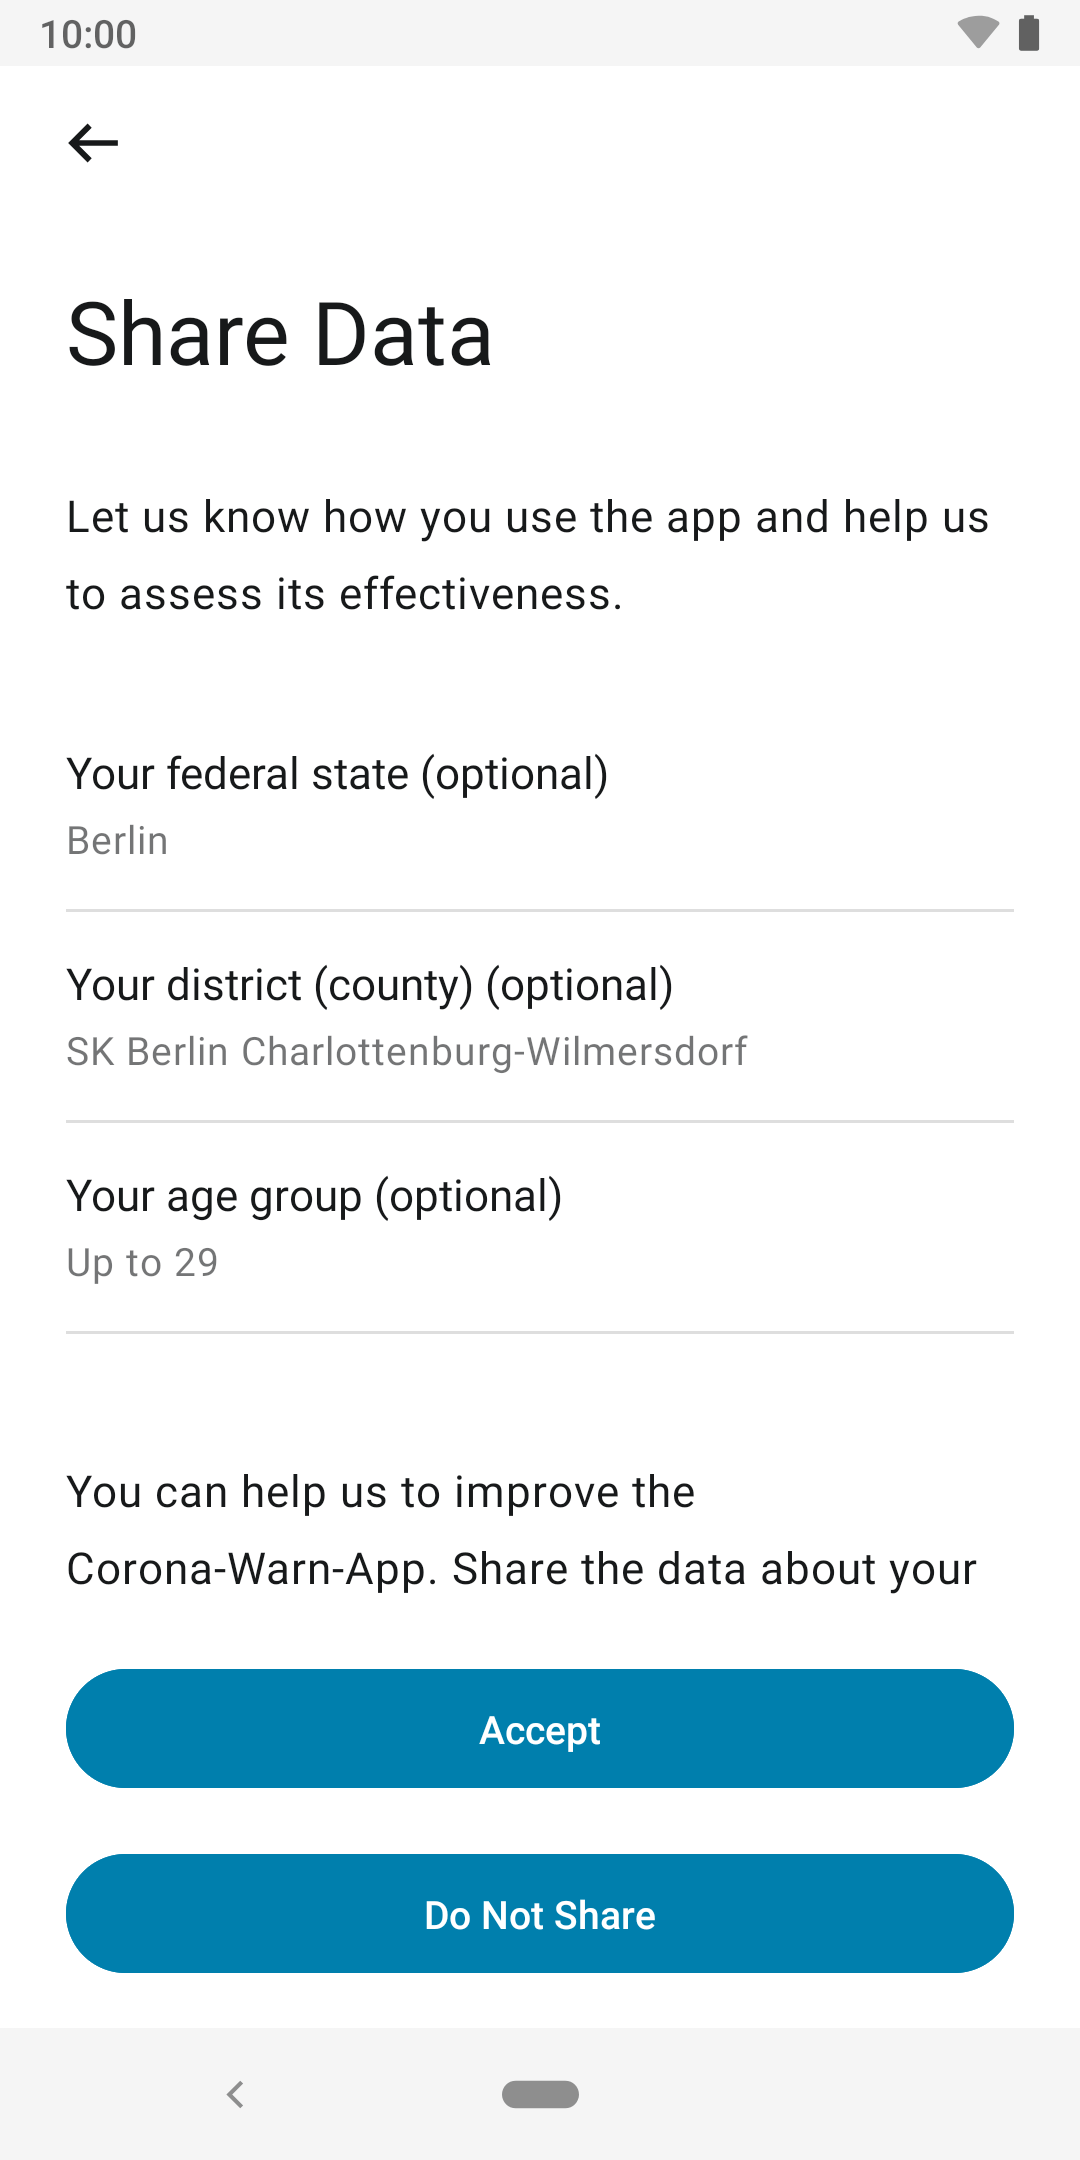 10:00
Share Data
Let us know how you use the app and help us
to assess its effectiveness.
Your federal state (optional)
Berlin
Your district (county) (optional)
SK Berlin Charlottenburg-Wilmersdorf
Your age group (optional)
Up to 29
You can help us to improve the
Corona-Warn-App. Share the data about your
Accept
Do Not Share